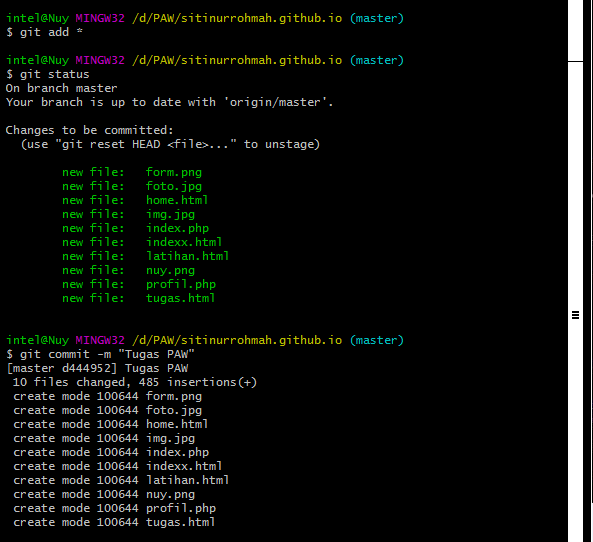 intel@Nuy MINGW32 /d/PAW/sitinurrohmah.github.io (master)
$ git add *
intel@Nuy MINGW32 /d/PAW/sitinurrohmah.github.io (master)
$ git status
On branch master
Your branch is up to date with 'origin/master'.
Changes to be committed:
  (use "git reset HEAD <file>..." to unstage)
        new file:   form.png
        new file:   foto.jpg
        new file:   home.html
        new file:   img.jpg
        new file:   index.php
        new file:   indexx.html
        new file:   latihan.html
        new file:   nuy.png
        new file:   profil.php
        new file:   tugas.html
intel@Nuy MINGW32 /d/PAW/sitinurrohmah.github.io (master)
$ git commit -m "Tugas PAW"
[master d444952] Tugas PAW
 10 files changed, 485 insertions(+)
 create mode 100644 form.png
 create mode 100644 foto.jpg
 create mode 100644 home.html
 create mode 100644 img.jpg
 create mode 100644 index.php
 create mode 100644 indexx.html
 create mode 100644 latihan.html
 create mode 100644 nuy.png
 create mode 100644 profil.php
 create mode 100644 tugas.html